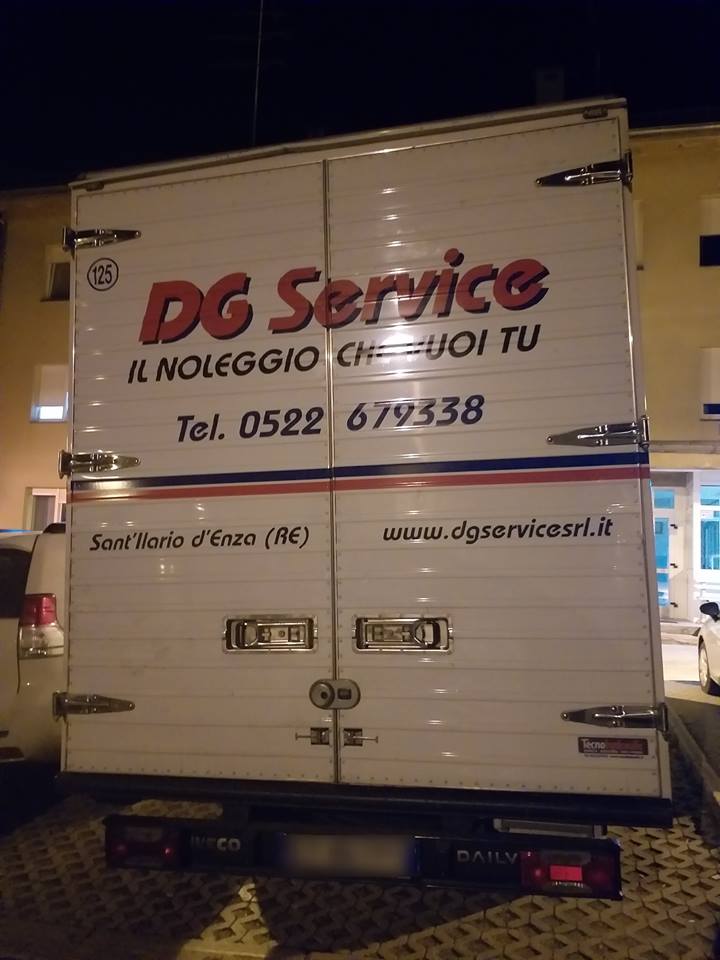 125
DG Service
IL NOLEGGIO CHE VUOI TU
Tel. 0522 679338
Sant'Ilario d'Enza (RE)
www.dgservicesrl.it
Tecno
IVECO
DAILY